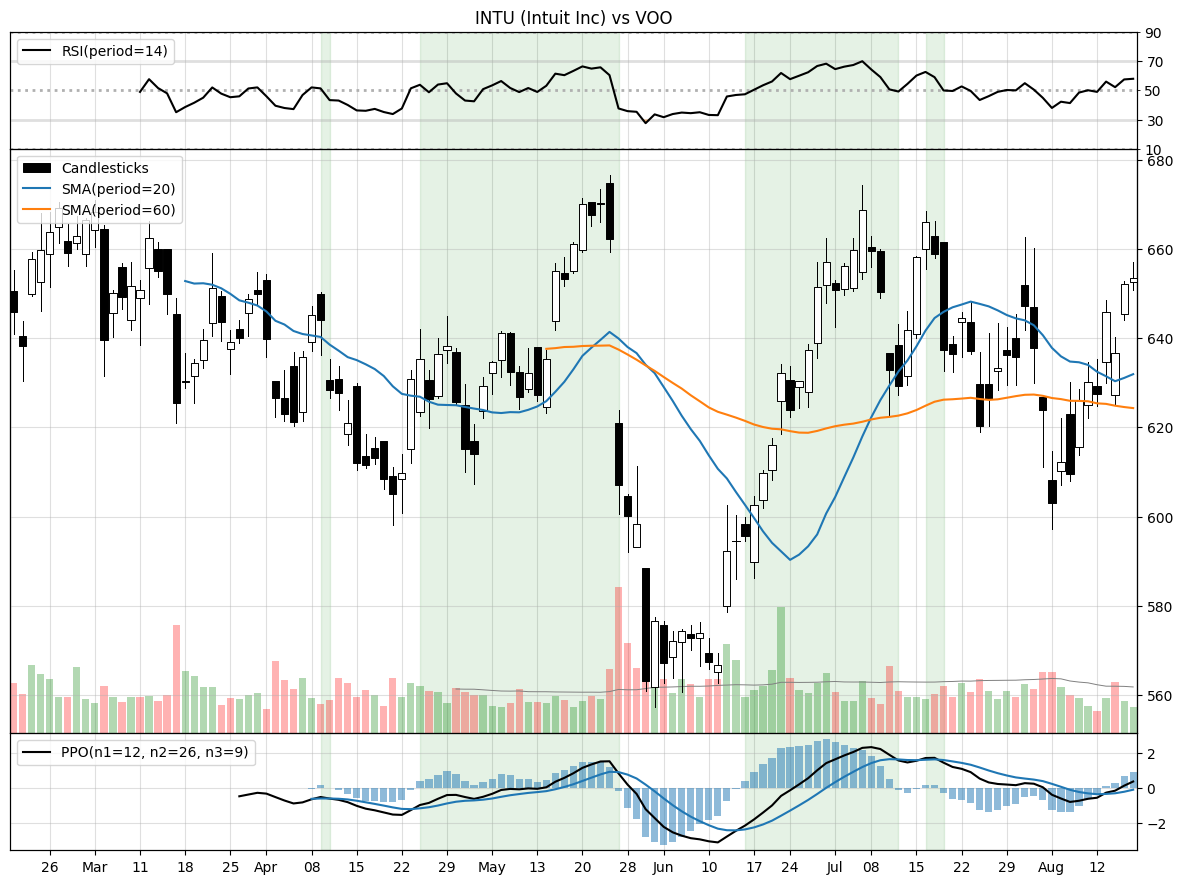 INTU (Intuit Inc) vs VOO
RSI(period=14)
90
70
50
30
10
Candlesticks
SMA(period=20)
SMA(period=60)
680
660
640
620
600
580
560
PPO(n1=12, n2=26, n3=9)
2
0
−2
26 Mar 11 18 25 Apr 08 15 22 29 May 13 20 28 Jun 10 17 24 Jul 08 15 22 29 Aug 12